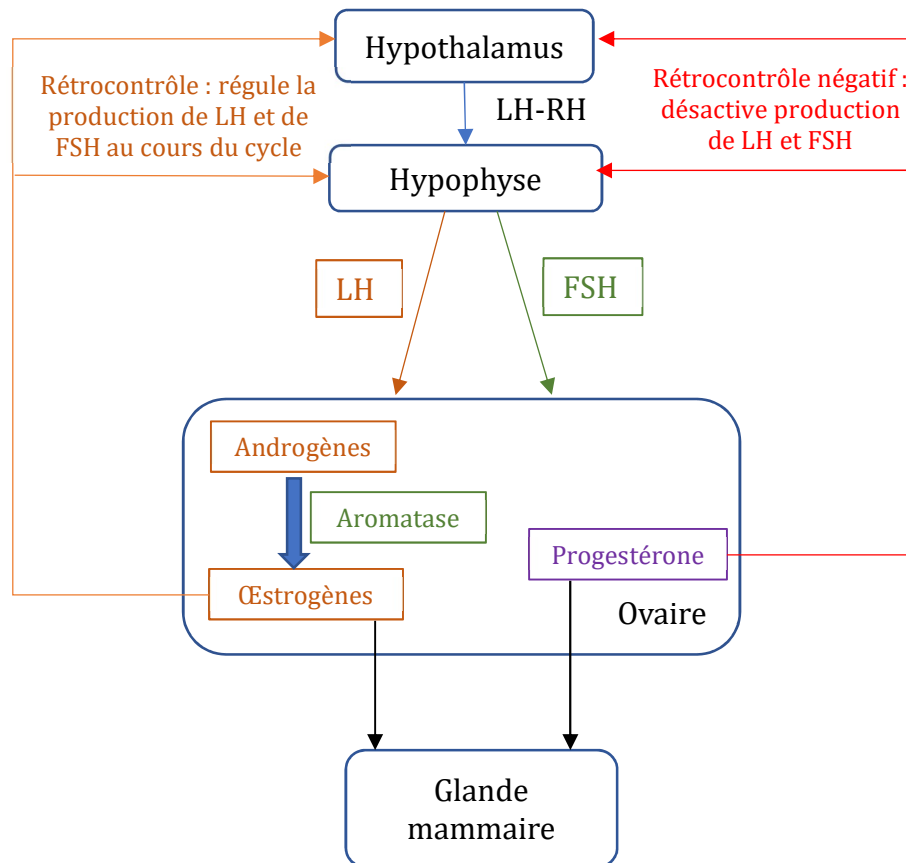 Hypothalamus
Rétrocontrôle : régule la
production de LH et de
FSH au cours du cycle
LH-RH
Rétrocontrôle négatif :
désactive production
de LH et FSH
Hypophyse
LH
FSH
Androgènes
Aromatase
Progestérone
Œstrogènes
Ovaire
Glande
mammaire